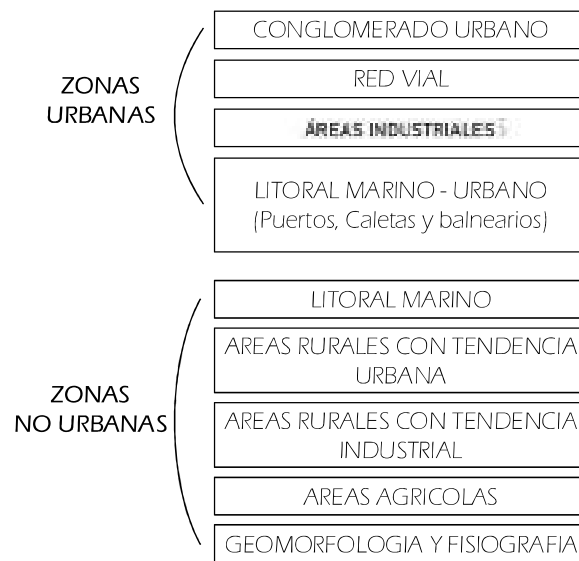 ZONAS
URBANAS
CONGLOMERADO URBANO
RED VIAL
ÁREAS INDUSTRIALES
LITORAL MARINO - URBANO
(Puertos, Caletas y balnearios)
ZONAS
NO URBANAS
LITORAL MARINO
AREAS RURALES CON TENDENCIA
URBANA
AREAS RURALES CON TENDENCIA
INDUSTRIAL
AREAS AGRICOLAS
GEOMORFOLOGIA Y FISIOGRAFIA